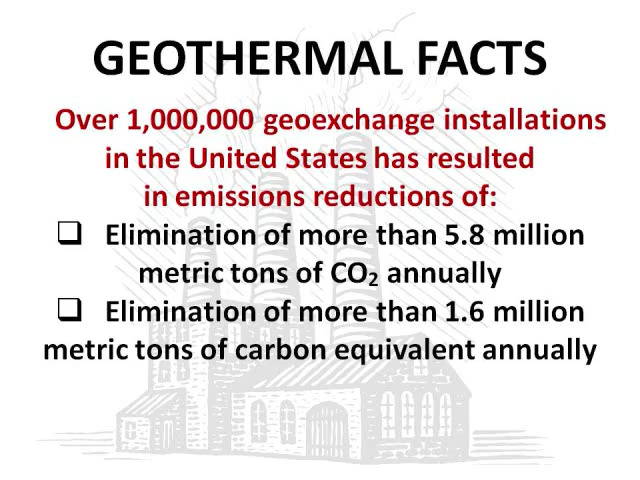 GEOTHERMAL FACTS
Over 1,000,000 geoexchange installations
in the United States has resulted
in emissions reductions of:
❑ Elimination of more than 5.8 million
metric tons of CO₂ annually
❑ Elimination of more than 1.6 million
metric tons of carbon equivalent annually